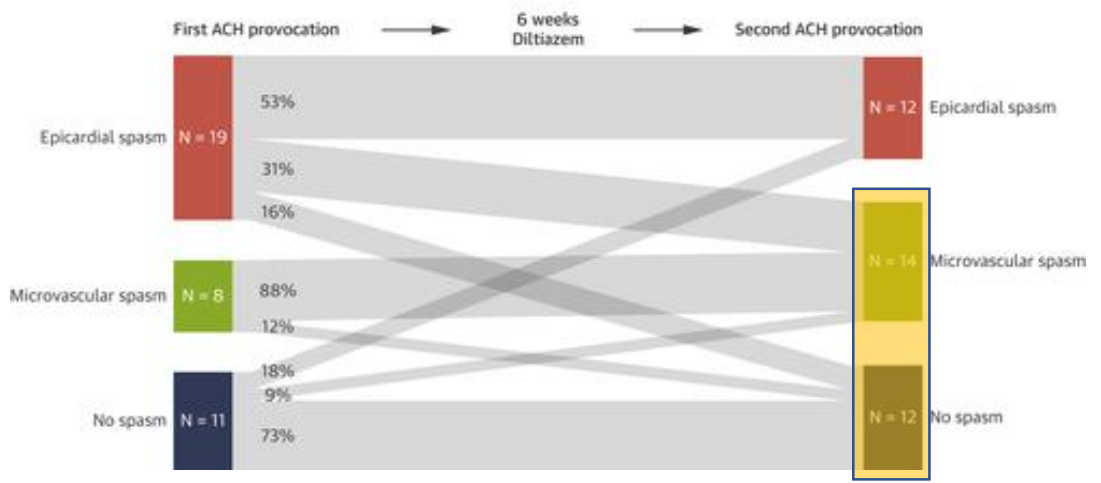 First ACH provocation
6 weeks
Diltiazem
Second ACH provocation
Epicardial spasm
N = 19
53%
31%
16%
N = 12
Epicardial spasm
Microvascular spasm
N = 8
88%
12%
N = 14
Microvascular spasm
No spasm
N = 11
18%
9%
73%
N = 12
No spasm